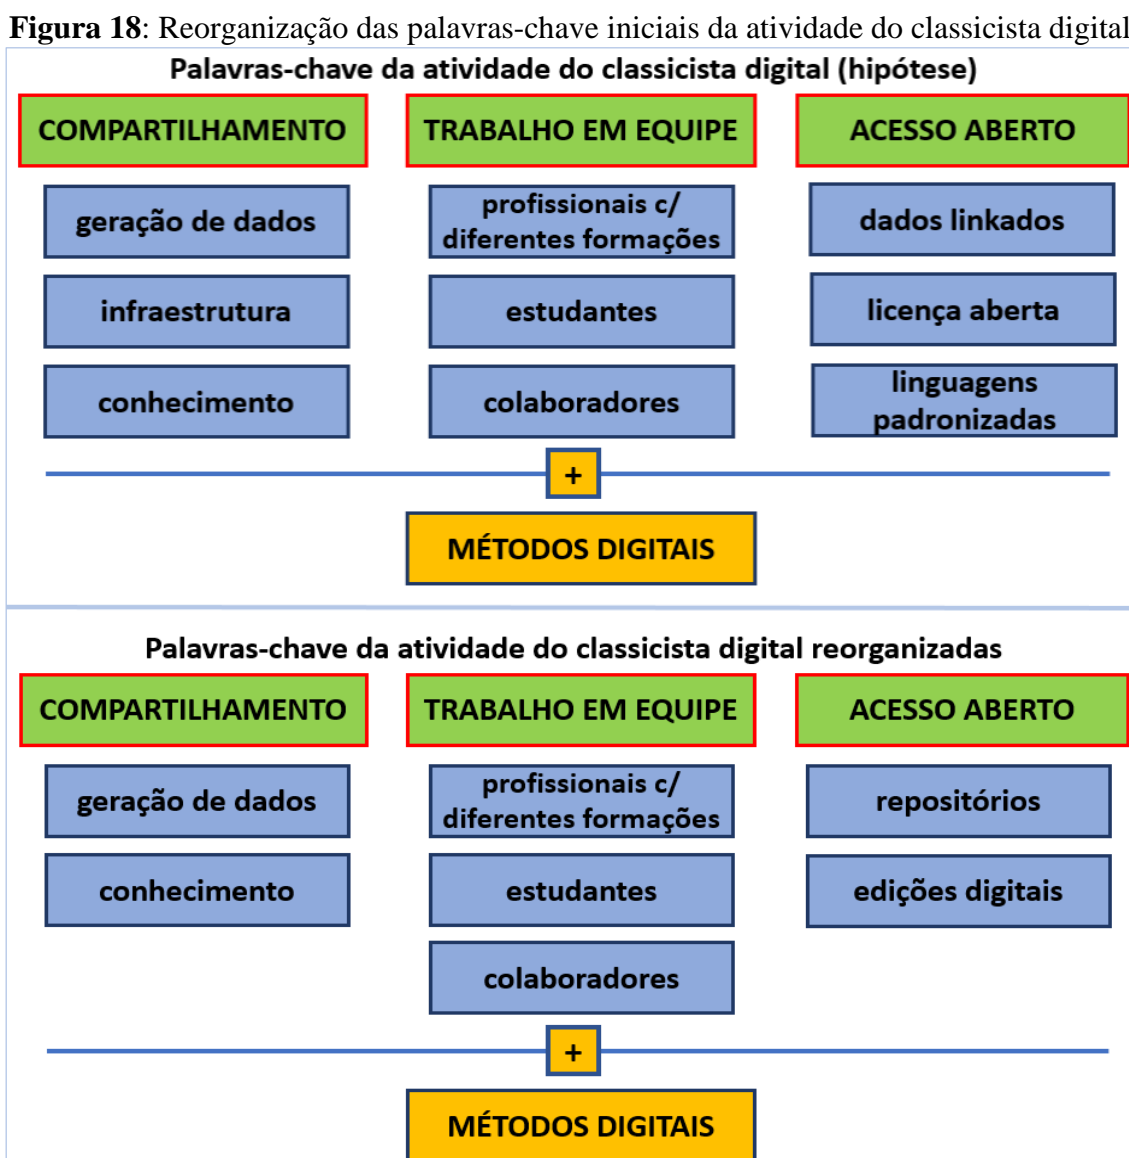 Figura 18: Reorganização das palavras-chave iniciais da atividade do classicista digital
Palavras-chave da atividade do classicista digital (hipótese)
COMPARTILHAMENTO
TRABALHO EM EQUIPE
ACESSO ABERTO
geração de dados
profissionais c/
diferentes formações
dados linkados
infraestrutura
estudantes
licença aberta
conhecimento
colaboradores
linguagens
padronizadas
+
MÉTODOS DIGITAIS
Palavras-chave da atividade do classicista digital reorganizadas
COMPARTILHAMENTO
TRABALHO EM EQUIPE
ACESSO ABERTO
geração de dados
profissionais c/
diferentes formações
repositórios
conhecimento
estudantes
edições digitais
colaboradores
+
MÉTODOS DIGITAIS